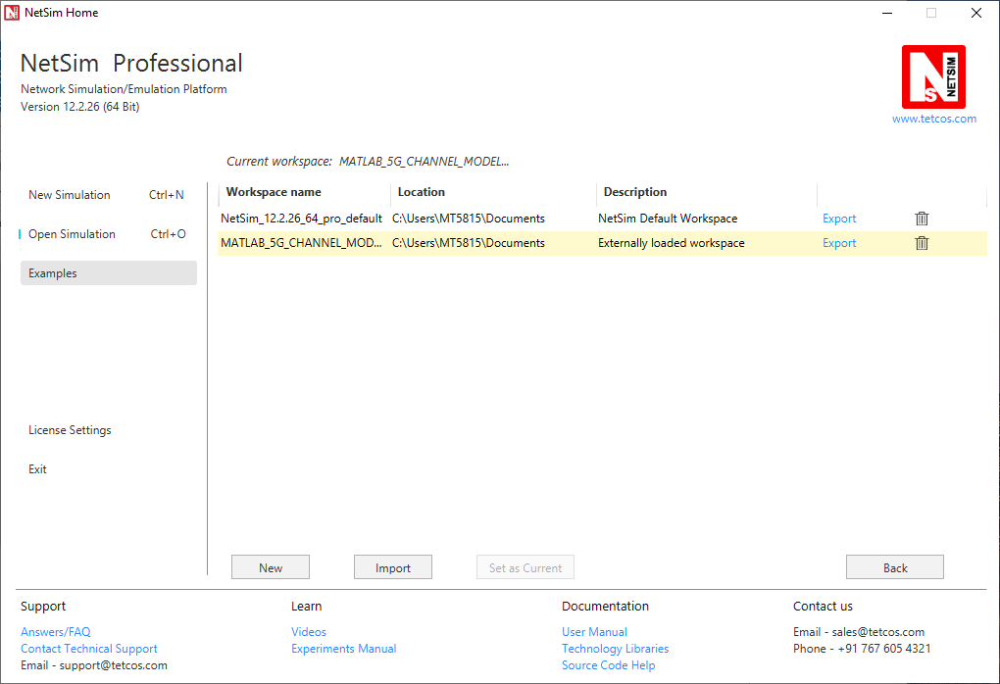 NetSim Home
NetSim Professional
Network Simulation/Emulation Platform
Version 12.2.26 (64 Bit)
N
S
NETSIM
www.tetcos.com
Current workspace: MATLAB_5G_CHANNEL_MODEL...
New Simulation Ctrl+N
Open Simulation Ctrl+O
Examples
License Settings
Exit
Workspace name Location Description
NetSim_12.2.26_64_pro_default C:\Users\MT5815\Documents NetSim Default Workspace Export
MATLAB_5G_CHANNEL_MOD... C:\Users\MT5815\Documents Externally loaded workspace Export
New Import Set as Current Back
Support
Answers/FAQ
Contact Technical Support
Email - support@tetcos.com
Learn
Videos
Experiments Manual
Documentation
User Manual
Technology Libraries
Source Code Help
Contact us
Email - sales@tetcos.com
Phone - +91 767 605 4321